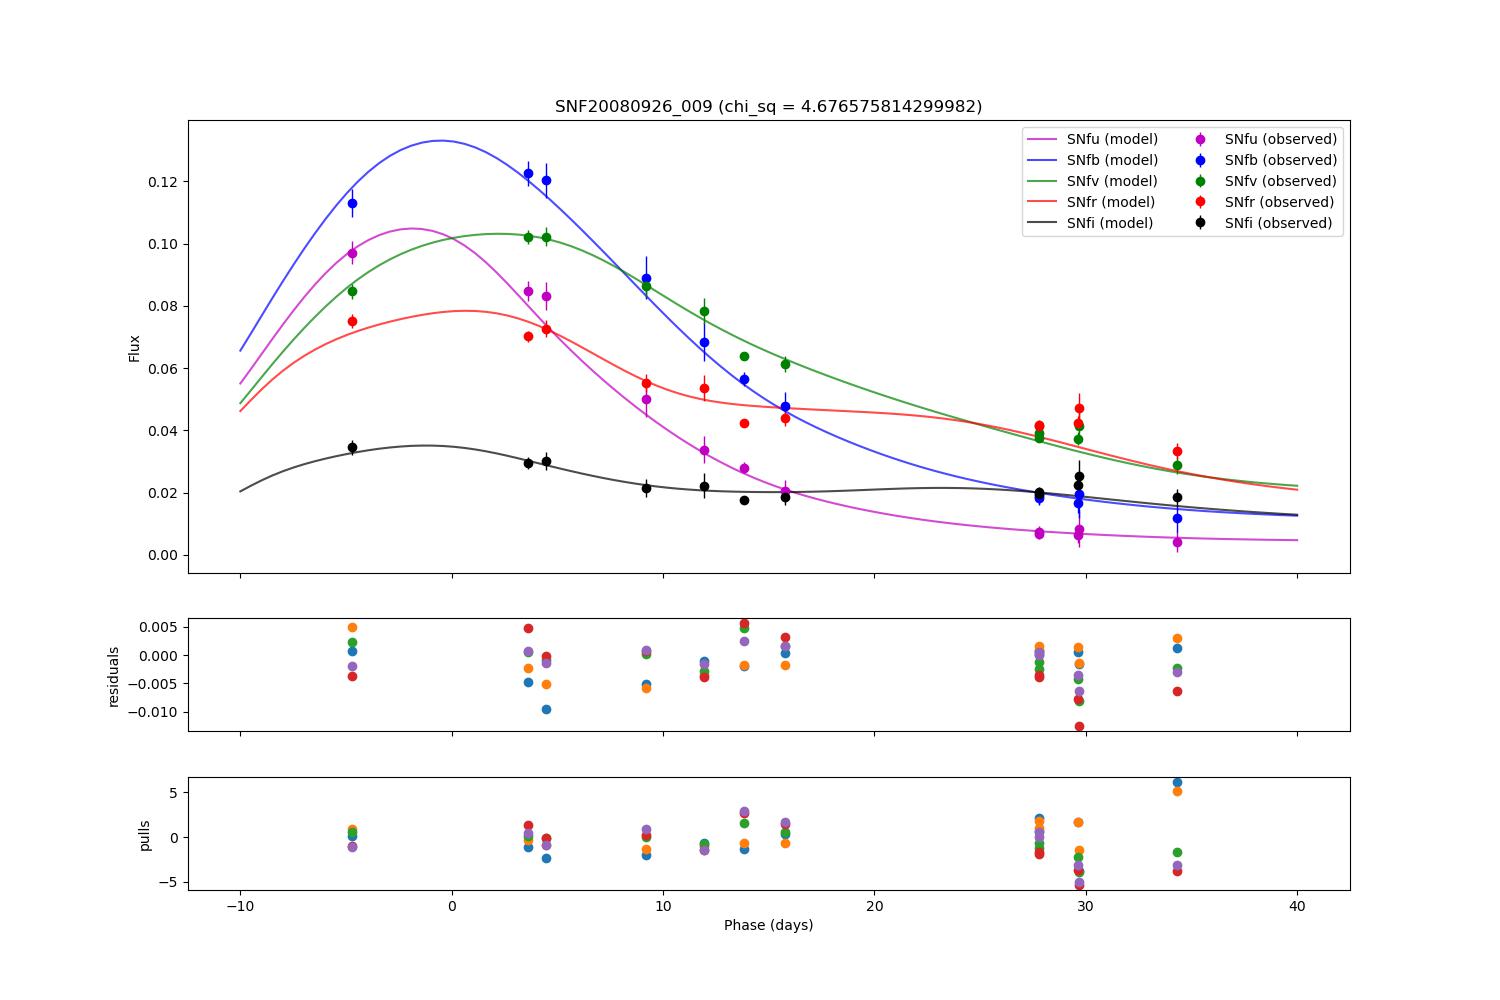 SNF20080926_009 (chi_sq = 4.676575814299982)
SNfu (model) SNfu (observed)
SNfb (model) SNfb (observed)
SNfv (model) SNfv (observed)
SNfr (model) SNfr (observed)
SNfi (model) SNfi (observed)
Flux
0.12
0.10
0.08
0.06
0.04
0.02
0.00
residuals
0.005
0.000
−0.005
−0.010
pulls
5
0
−5
−10 0 10 20 30 40
Phase (days)